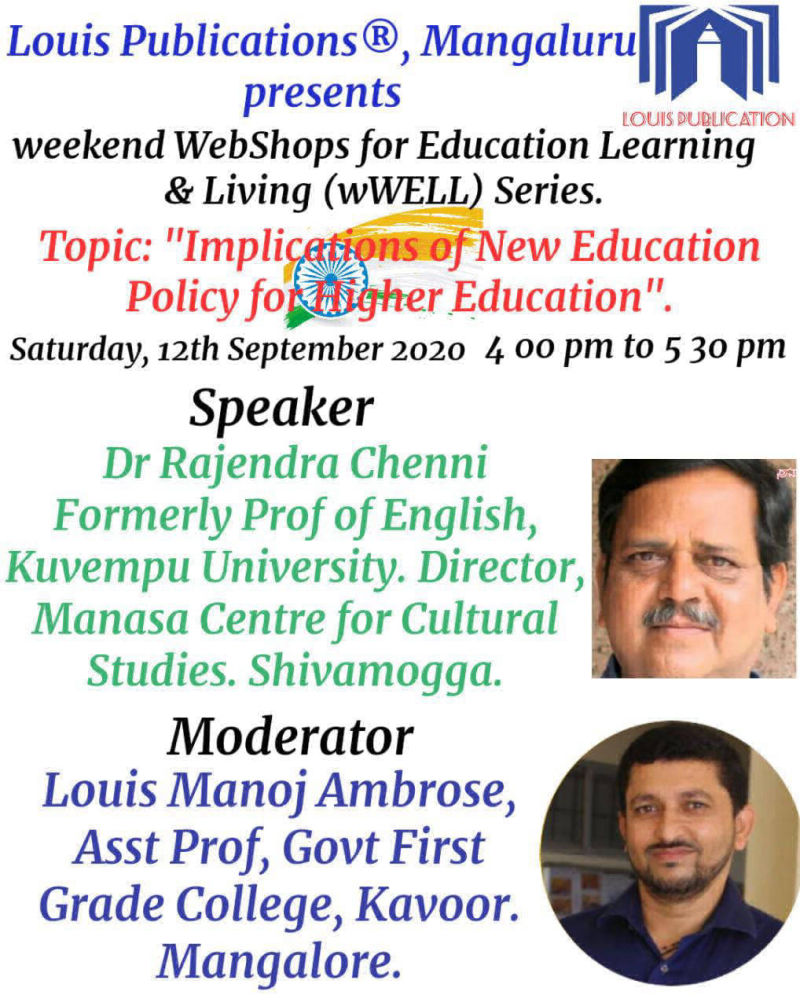 Louis Publications®, Mangaluru
presents
LOUIS PUBLICATION
weekend WebShops for Education Learning
& Living (wWELL) Series.
Topic: "Implications of New Education
Policy for Higher Education".
Saturday, 12th September 2020 4 00 pm to 5 30 pm
Speaker
Dr Rajendra Chenni
Formerly Prof of English,
Kuvempu University. Director,
Manasa Centre for Cultural
Studies. Shivamogga.
Moderator
Louis Manoj Ambrose,
Asst Prof, Govt First
Grade College, Kavoor.
Mangalore.